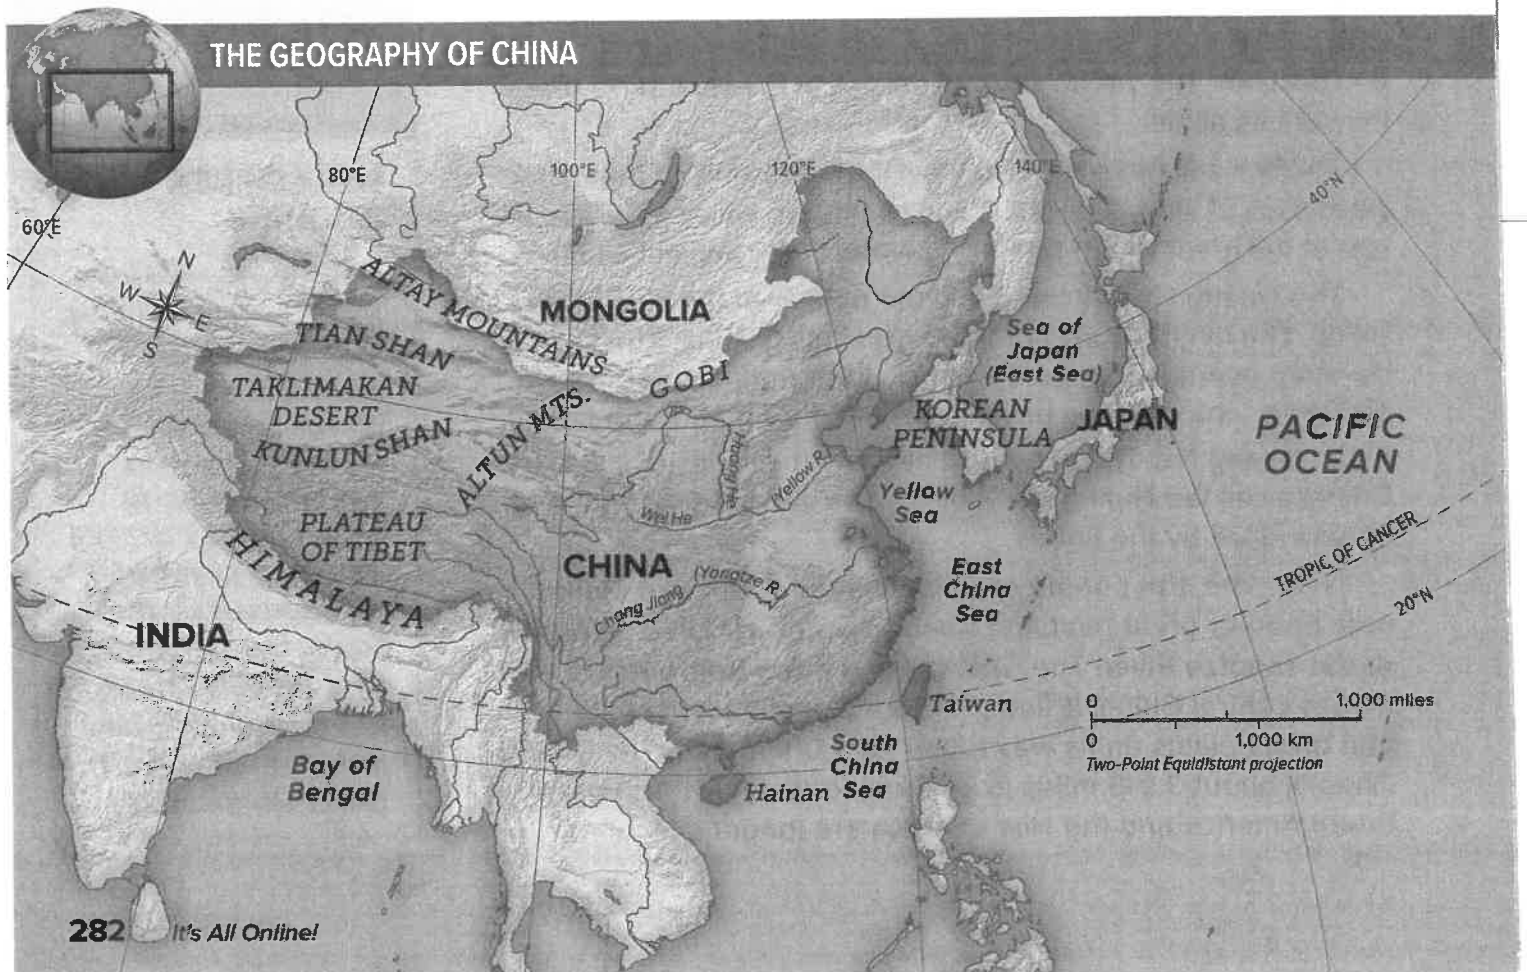 THE GEOGRAPHY OF CHINA
80°E
100°E
120°E
140°E
40°N
60°E
N
W
E
S
ALTAY MOUNTAINS
MONGOLIA
TIAN SHAN
GOBI
Sea of
Japan
(East Sea)
TAKLIMAKAN
DESERT
ALTUN MTS.
KOREAN
PENINSULA
JAPAN
PACIFIC
OCEAN
KUNLUN SHAN
Huang He
(Yellow R.)
Yellow
Sea
Wei He
PLATEAU
OF TIBET
HIMALAYA
CHINA
Chang Jiang
(Yangtze R.
East
China
Sea
TROPIC OF CANCER
20°N
INDIA
Taiwan
0
1,000 miles
0
1,000 km
Two-Point Equidistant projection
Bay of
Bengal
South
China
Sea
Hainan
282
It's All Online!